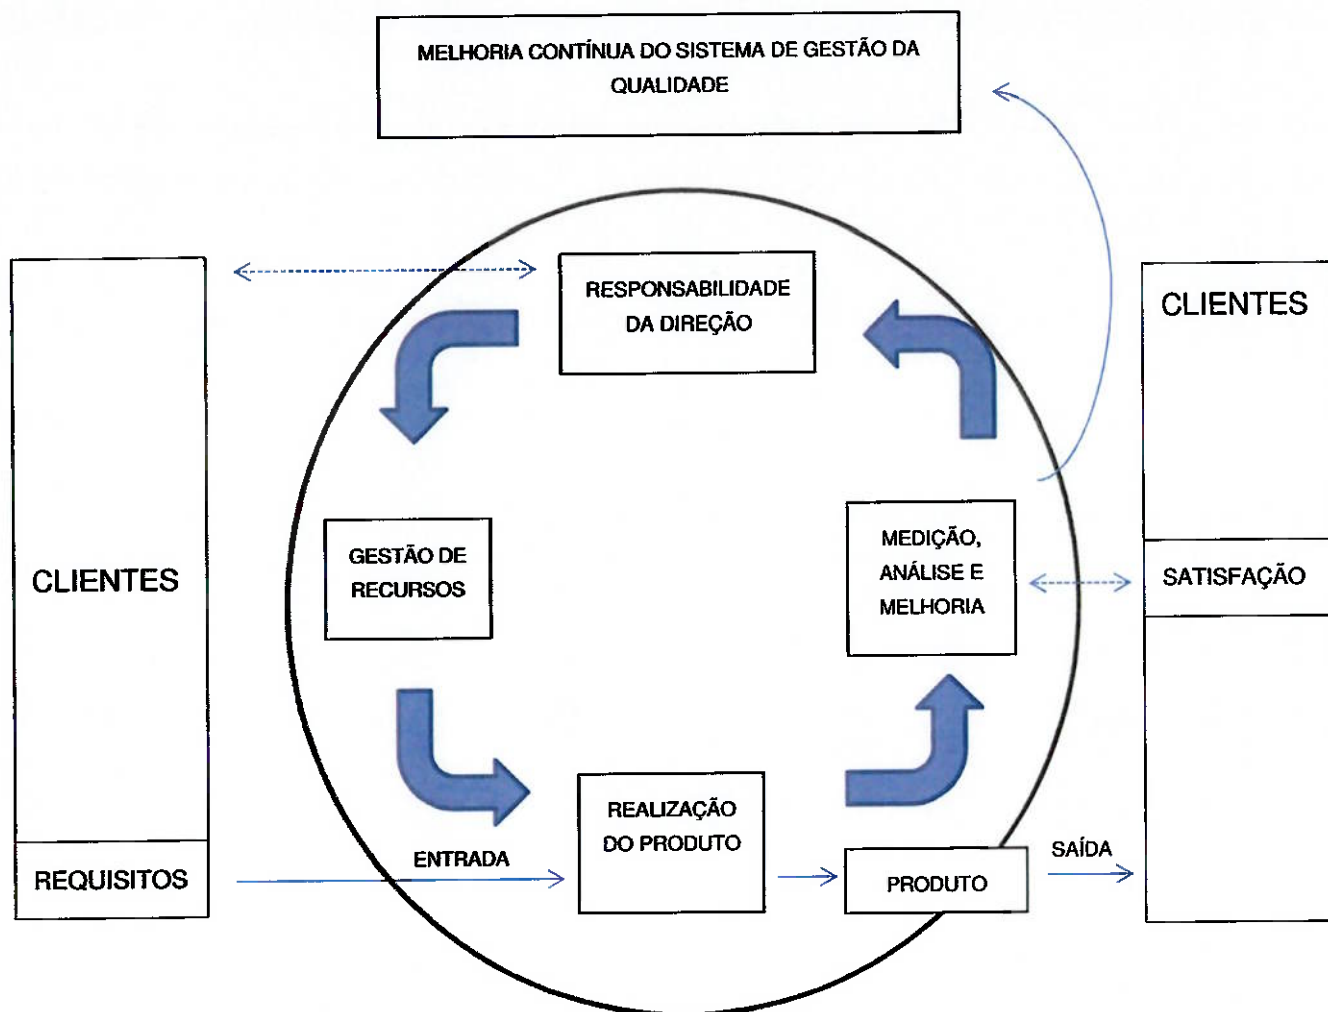 MELHORIA CONTÍNUA DO SISTEMA DE GESTÃO DA
QUALIDADE
RESPONSABILIDADE
DA DIREÇÃO
CLIENTES
GESTÃO DE
RECURSOS
MEDIÇÃO,
ANÁLISE E
MELHORIA
CLIENTES
SATISFAÇÃO
REALIZAÇÃO
DO PRODUTO
REQUISITOS
ENTRADA
PRODUTO
SAÍDA